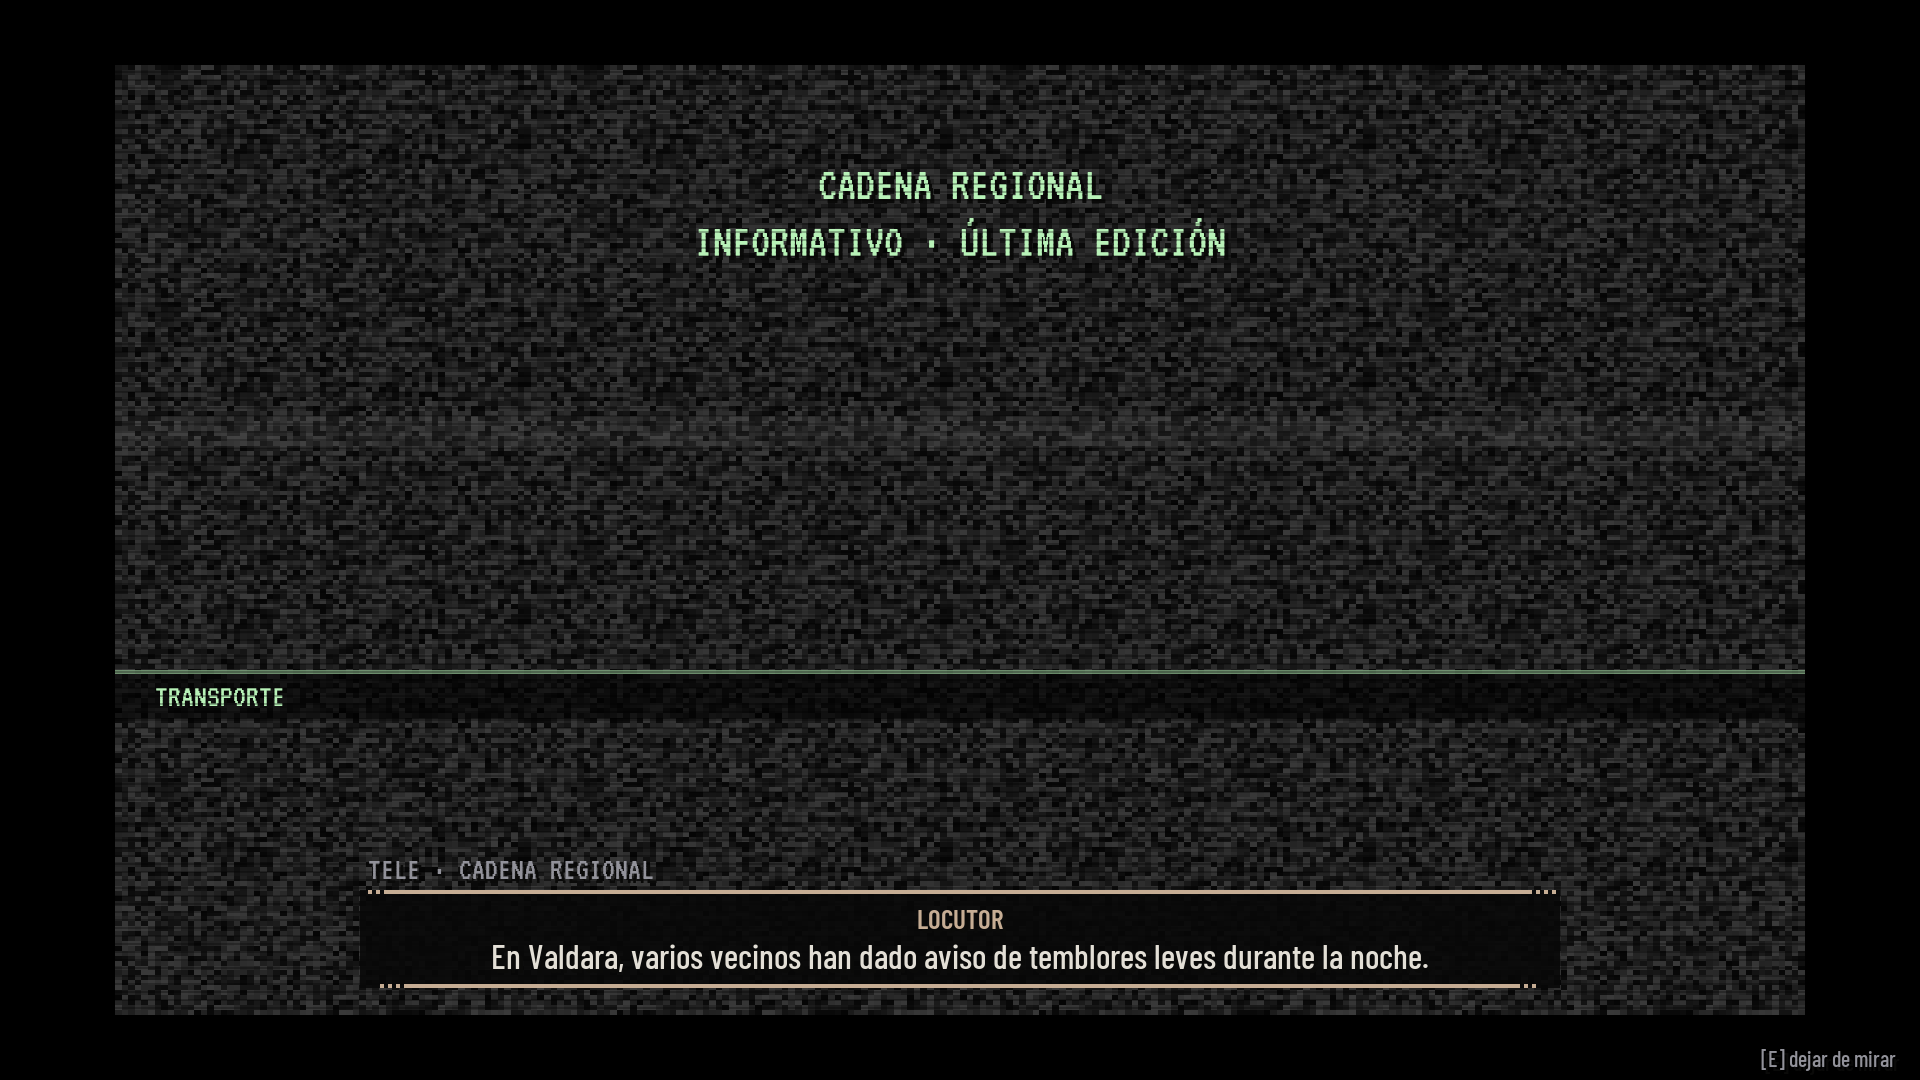 CADENA REGIONAL
INFORMATIVO · ÚLTIMA EDICIÓN
TRANSPORTE
TELE · CADENA REGIONAL
LOCUTOR
En Valdara, varios vecinos han dado aviso de temblores leves durante la noche.
[E] dejar de mirar